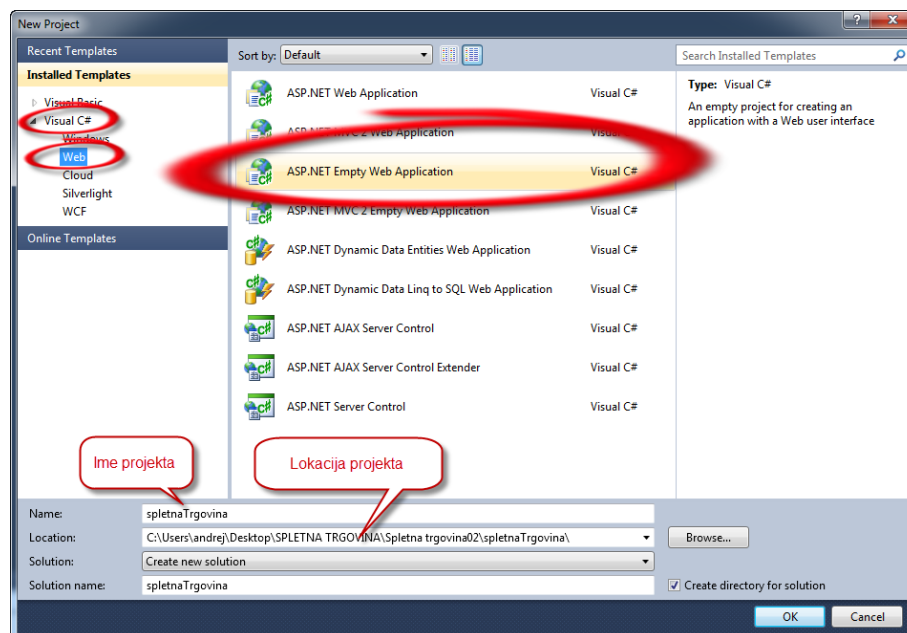 New Project
Recent Templates
Installed Templates
Visual Basic
Visual C#
Windows
Web
Cloud
Silverlight
WCF
Online Templates
Sort by: Default
Search Installed Templates
ASP.NET Web Application Visual C#
ASP.NET MVC 2 Web Application Visual C#
ASP.NET Empty Web Application Visual C#
ASP.NET MVC 2 Empty Web Application Visual C#
ASP.NET Dynamic Data Entities Web Application Visual C#
ASP.NET Dynamic Data Linq to SQL Web Application Visual C#
ASP.NET AJAX Server Control Visual C#
ASP.NET AJAX Server Control Extender Visual C#
ASP.NET Server Control Visual C#
Type: Visual C#
An empty project for creating an
application with a Web user interface
Ime projekta
Lokacija projekta
Name: spletnaTrgovina
Location: C:\Users\andrej\Desktop\SPLETNA TRGOVINA\Spletna trgovina02\spletnaTrgovina\ Browse...
Solution: Create new solution
Solution name: spletnaTrgovina Create directory for solution
OK Cancel